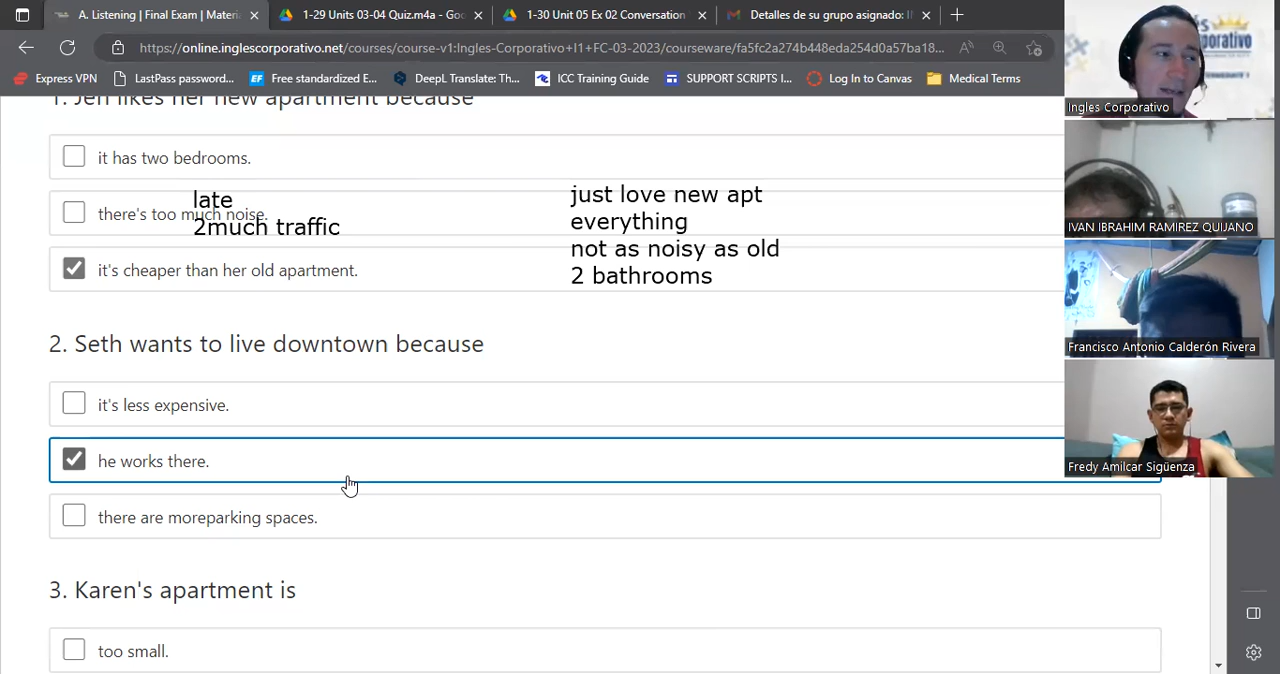 A. Listening | Final Exam | Materi
1-29 Units 03-04 Quiz.m4a - Goo
1-30 Unit 05 Ex 02 Conversation
Detalles de su grupo asignado: I
https://online.inglescorporativo.net/courses/course-v1:Ingles-Corporativo+I1+FC-03-2023/courseware/fa5fc2a274b448eda254d0a57ba18...
Express VPN
LastPass password...
EF Free standardized E...
DeepL Translate: Th...
ICC Training Guide
SUPPORT SCRIPTS I...
Log In to Canvas
Medical Terms
1. Jen likes her new apartment because
it has two bedrooms.
there's too much noise.
it's cheaper than her old apartment.
late
2much traffic
just love new apt
everything
not as noisy as old
2 bathrooms
2. Seth wants to live downtown because
it's less expensive.
he works there.
there are moreparking spaces.
3. Karen's apartment is
too small.
Ingles Corporativo
IVAN IBRAHIM RAMIREZ QUIJANO
Francisco Antonio Calderón Rivera
Fredy Amilcar Sigüenza